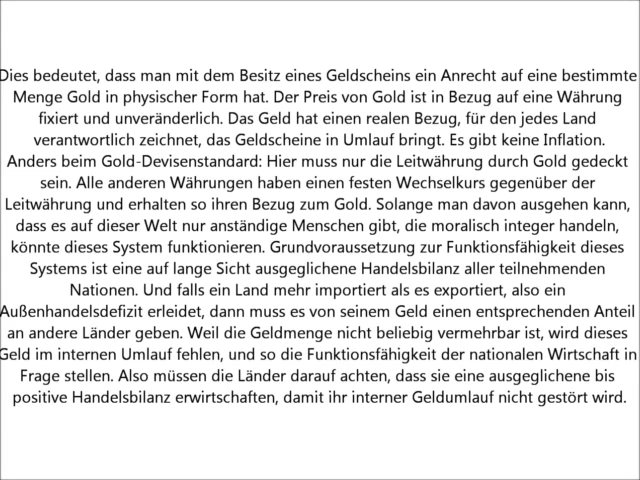 Dies bedeutet, dass man mit dem Besitz eines Geldscheins ein Anrecht auf eine bestimmte
Menge Gold in physischer Form hat. Der Preis von Gold ist in Bezug auf eine Währung
fixiert und unveränderlich. Das Geld hat einen realen Bezug, für den jedes Land
verantwortlich zeichnet, das Geldscheine in Umlauf bringt. Es gibt keine Inflation.
Anders beim Gold-Devisenstandard: Hier muss nur die Leitwährung durch Gold gedeckt
sein. Alle anderen Währungen haben einen festen Wechselkurs gegenüber der
Leitwährung und erhalten so ihren Bezug zum Gold. Solange man davon ausgehen kann,
dass es auf dieser Welt nur anständige Menschen gibt, die moralisch integer handeln,
könnte dieses System funktionieren. Grundvoraussetzung zur Funktionsfähigkeit dieses
Systems ist eine auf lange Sicht ausgeglichene Handelsbilanz aller teilnehmenden
Nationen. Und falls ein Land mehr importiert als es exportiert, also ein
Außenhandelsdefizit erleidet, dann muss es von seinem Geld einen entsprechenden Anteil
an andere Länder geben. Weil die Geldmenge nicht beliebig vermehrbar ist, wird dieses
Geld im internen Umlauf fehlen, und so die Funktionsfähigkeit der nationalen Wirtschaft in
Frage stellen. Also müssen die Länder darauf achten, dass sie eine ausgeglichene bis
positive Handelsbilanz erwirtschaften, damit ihr interner Geldumlauf nicht gestört wird.